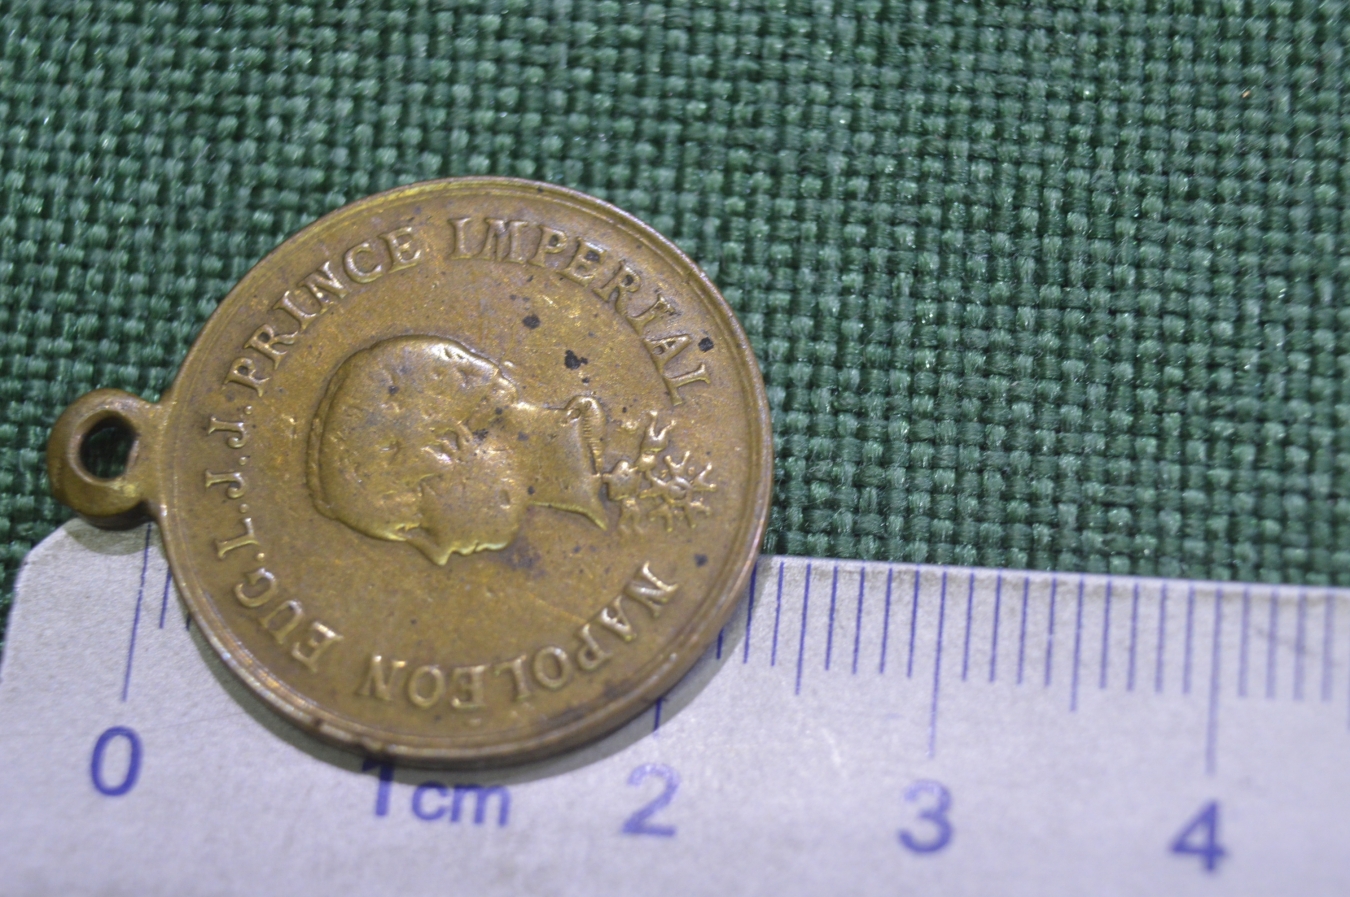 NAPOLEON EUG. L. J. J. PRINCE IMPERIAL
0 1cm 2 3 4